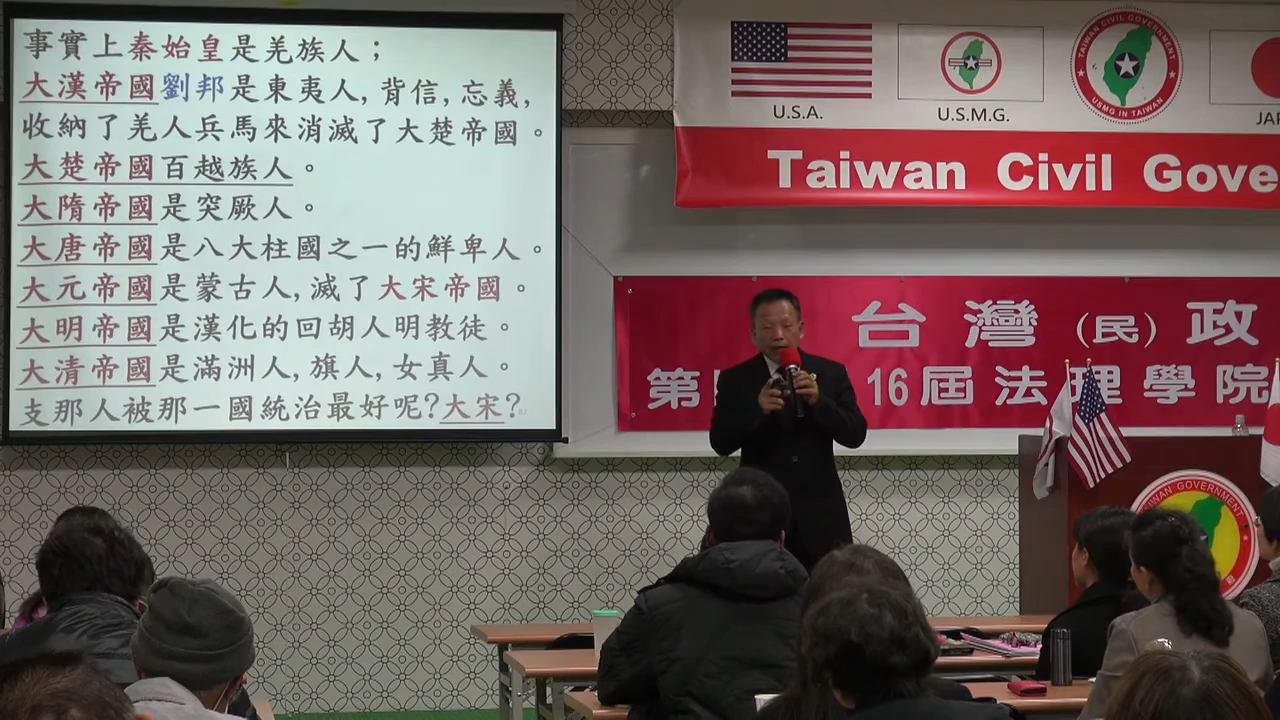 事實上秦始皇是羌族人；
大漢帝國劉邦是東夷人,背信,忘義,
收納了羌人兵馬來消滅了大楚帝國。
大楚帝國百越族人。
大隋帝國是突厥人。
大唐帝國是八大柱國之一的鮮卑人。
大元帝國是蒙古人,滅了大宋帝國。
大明帝國是漢化的回胡人明教徒。
大清帝國是滿洲人,旗人,女真人。
支那人被那一國統治最好呢?大宋?
U.S.A.
U.S.M.G.
TAIWAN CIVIL GOVERNMENT
USMG IN TAIWAN
JAP
Taiwan Civil Gove
台灣(民)政
第 16屆法理學院
TAIWAN GOVERNMENT